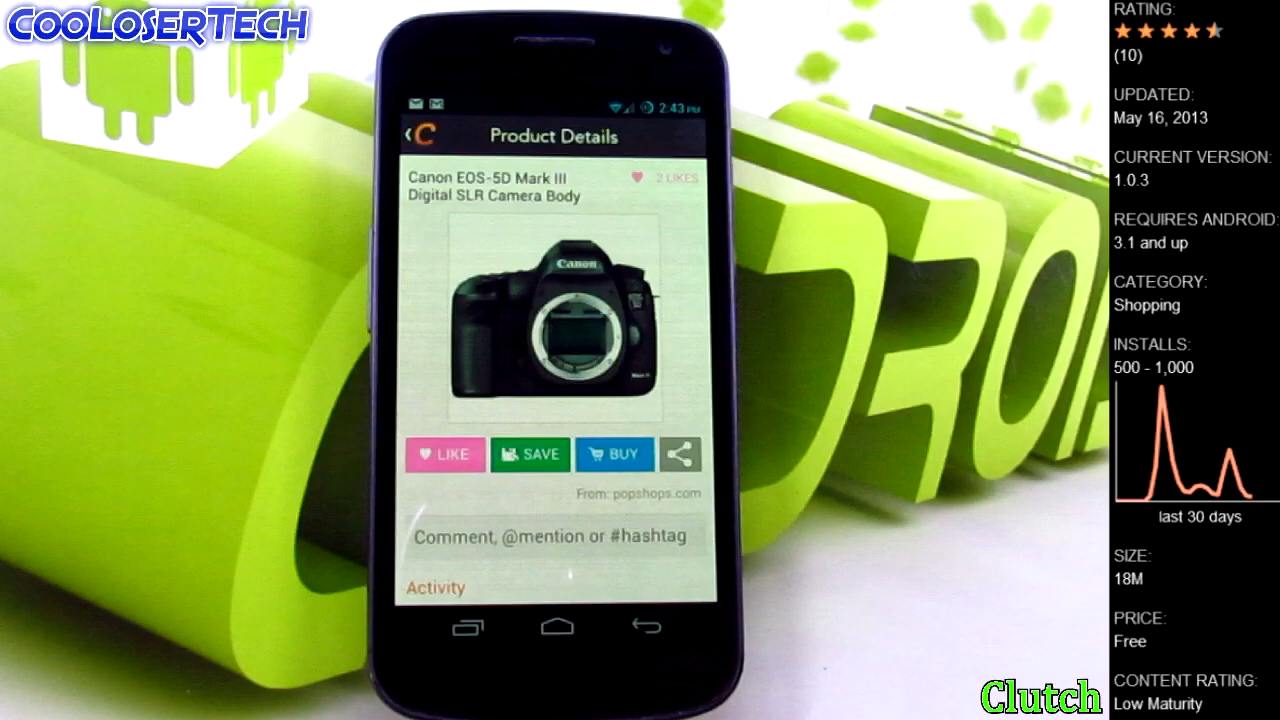 CooLoserTech
2:43 PM
C
Product Details
Canon EOS-5D Mark III
Digital SLR Camera Body
2 LIKES
Canon
LIKE
SAVE
BUY
From: popshops.com
Comment, @mention or #hashtag
Activity
Clutch
RATING:
(10)
UPDATED:
May 16, 2013
CURRENT VERSION:
1.0.3
REQUIRES ANDROID:
3.1 and up
CATEGORY:
Shopping
INSTALLS:
500 - 1,000
last 30 days
SIZE:
18M
PRICE:
Free
CONTENT RATING:
Low Maturity